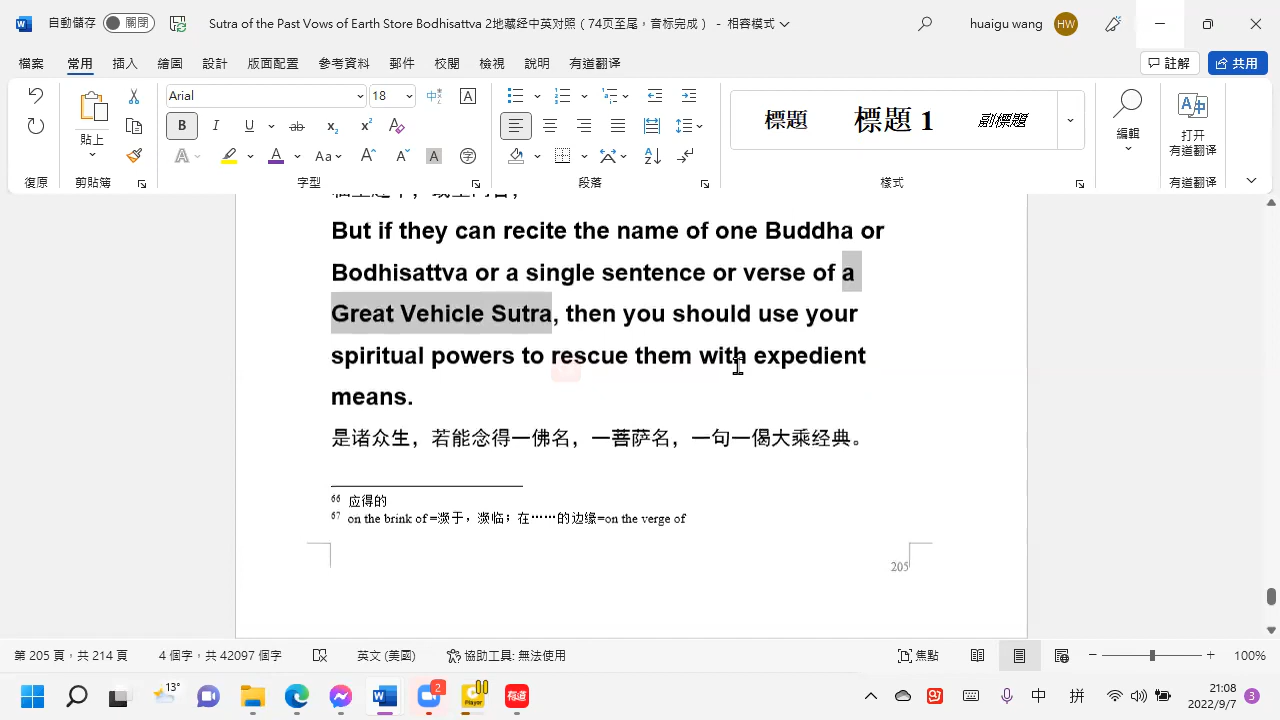 自動儲存 關閉 Sutra of the Past Vows of Earth Store Bodhisattva 2地藏经中英对照（74页至尾，音标完成） - 相容模式 huaigu wang HW
檔案 常用 插入 繪圖 設計 版面配置 參考資料 郵件 校閱 檢視 說明 有道翻译 註解 共用
Arial 18
標題 標題 1 副標題
貼上 編輯 打开
有道翻译
復原 剪貼簿 字型 段落 樣式 有道翻译
But if they can recite the name of one Buddha or
Bodhisattva or a single sentence or verse of a
Great Vehicle Sutra, then you should use your
spiritual powers to rescue them with expedient
means.
是诸众生，若能念得一佛名，一菩萨名，一句一偈大乘经典。
66 应得的
67 on the brink of =濒于，濒临；在……的边缘=on the verge of
205
第 205 頁，共 214 頁 4 個字，共 42097 個字 英文 (美國) 協助工具: 無法使用 焦點 100%
13° 2 Player 有道 中 拼 21:08
2022/9/7 3